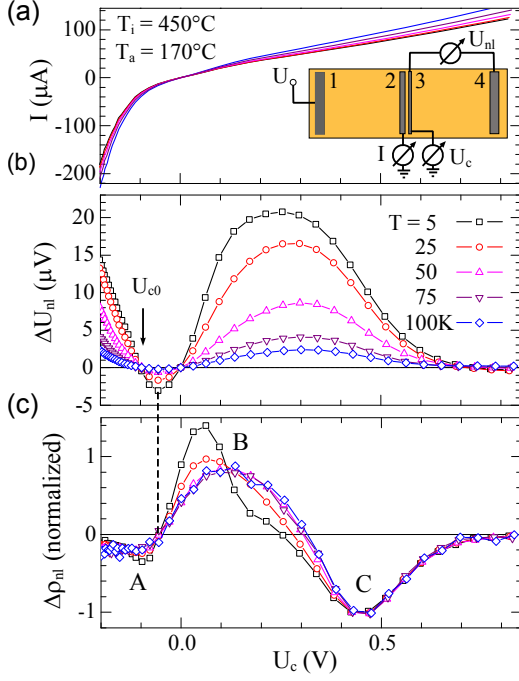 (a)
T_i = 450°C
T_a = 170°C
I (μA)
100
0
-100
-200
U
1
2
3
4
U_nl
I
U_c
(b)
ΔU_nl (μV)
20
15
10
5
0
-5
U_c0
T = 5
25
50
75
100K
(c)
Δρ_nl (normalized)
1
0
-1
A
B
C
0.0
0.5
U_c (V)